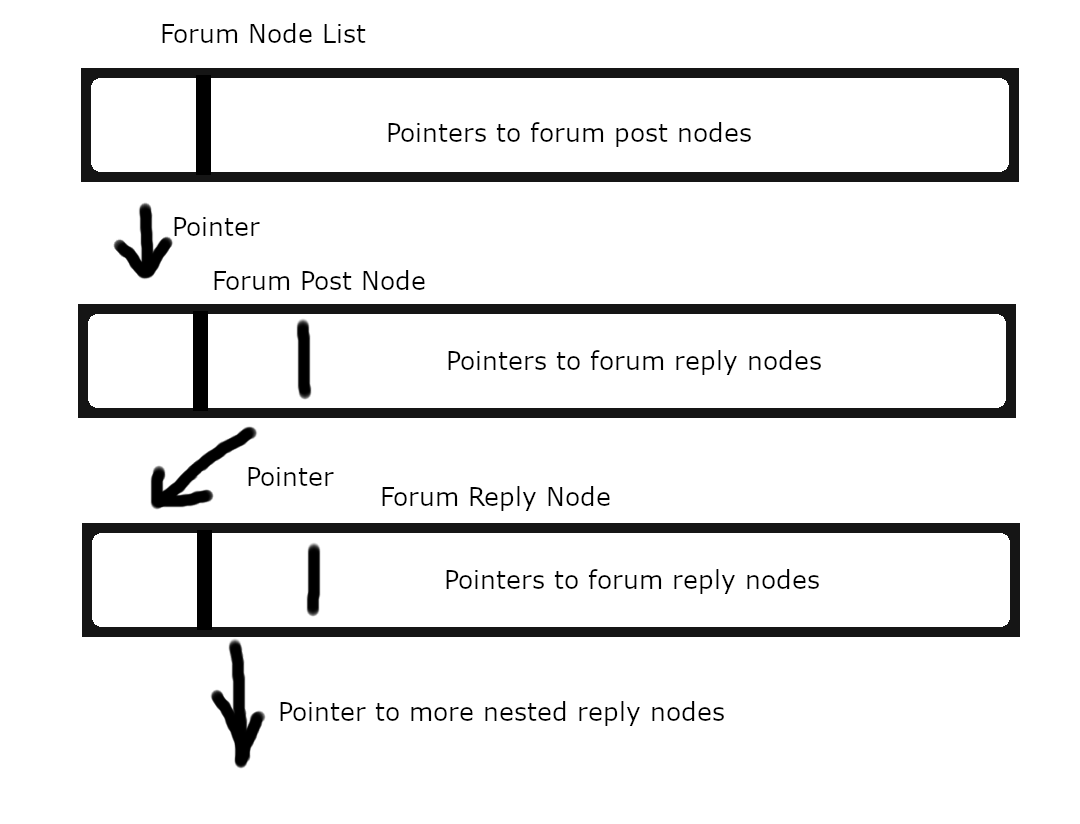 Forum Node List
Pointers to forum post nodes
Pointer
Forum Post Node
Pointers to forum reply nodes
Pointer
Forum Reply Node
Pointers to forum reply nodes
Pointer to more nested reply nodes